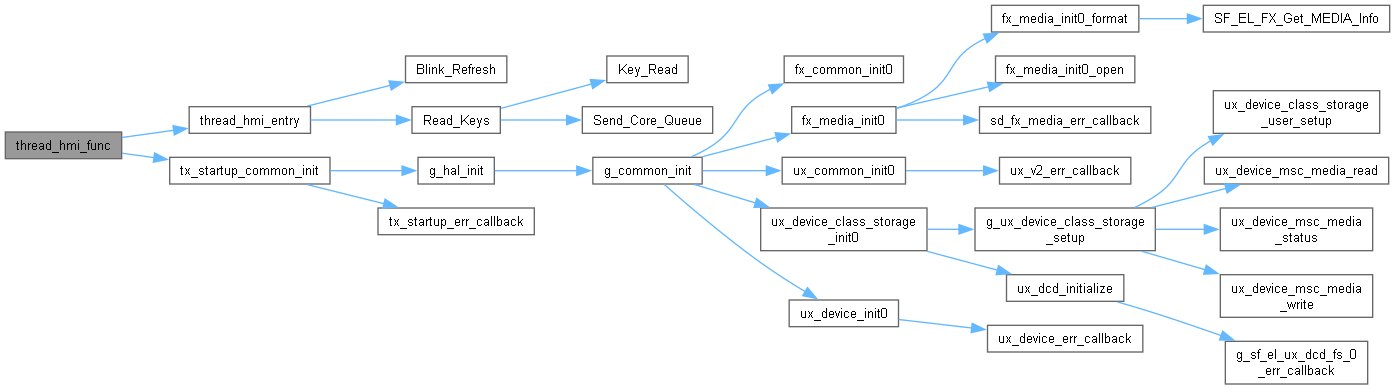 thread_hmi_func
thread_hmi_entry
tx_startup_common_init
Blink_Refresh
Read_Keys
g_hal_init
tx_startup_err_callback
Key_Read
Send_Core_Queue
g_common_init
fx_common_init0
fx_media_init0
ux_common_init0
ux_device_class_storage
_init0
ux_device_init0
fx_media_init0_format
fx_media_init0_open
sd_fx_media_err_callback
ux_v2_err_callback
g_ux_device_class_storage
_setup
ux_dcd_initialize
ux_device_err_callback
SF_EL_FX_Get_MEDIA_Info
ux_device_class_storage
_user_setup
ux_device_msc_media_read
ux_device_msc_media
_status
ux_device_msc_media
_write
g_sf_el_ux_dcd_fs_0
_err_callback